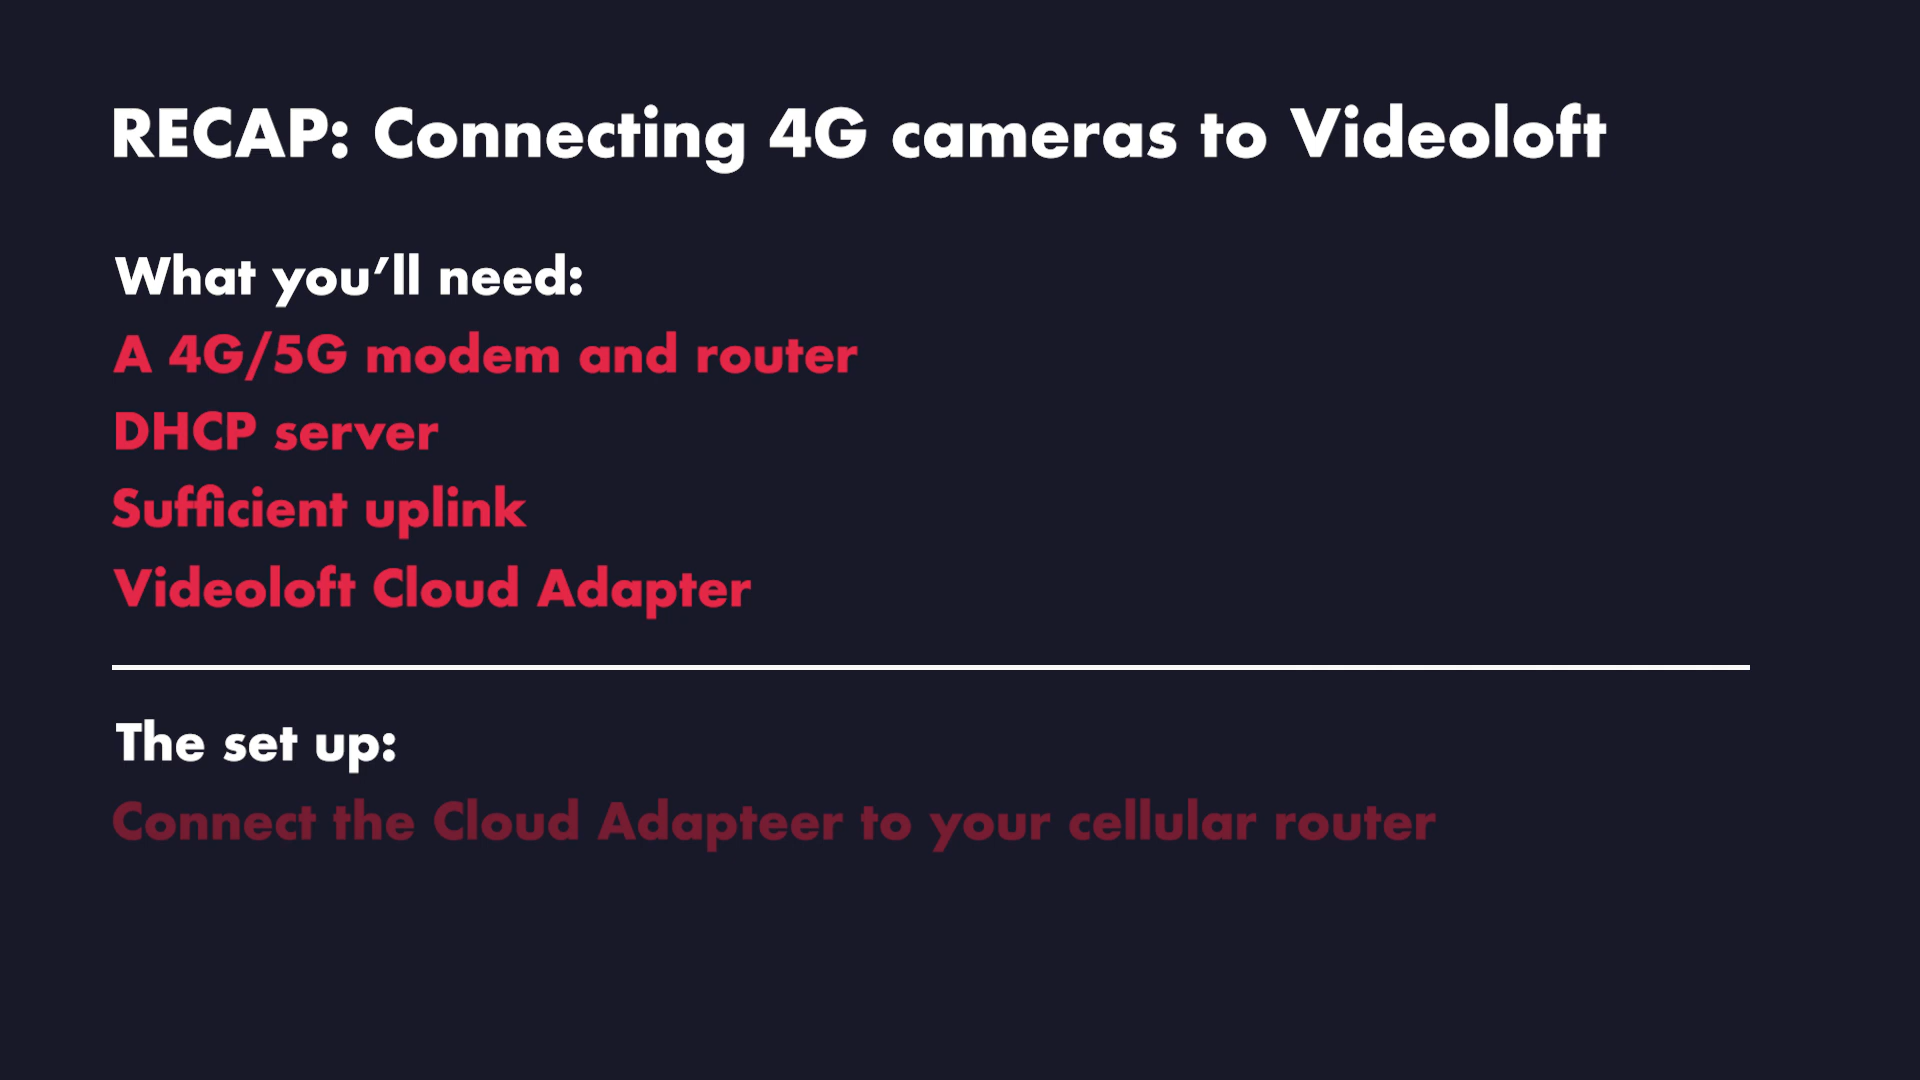 RECAP: Connecting 4G cameras to Videoloft
What you’ll need:
A 4G/5G modem and router
DHCP server
Sufficient uplink
Videoloft Cloud Adapter
The set up:
Connect the Cloud Adapteer to your cellular router